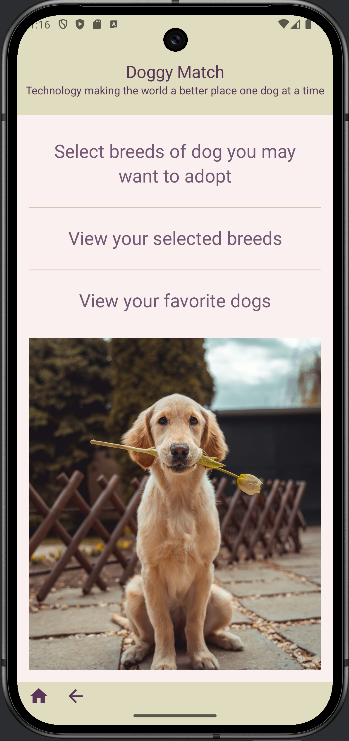 :16
Doggy Match
Technology making the world a better place one dog at a time
Select breeds of dog you may
want to adopt
View your selected breeds
View your favorite dogs